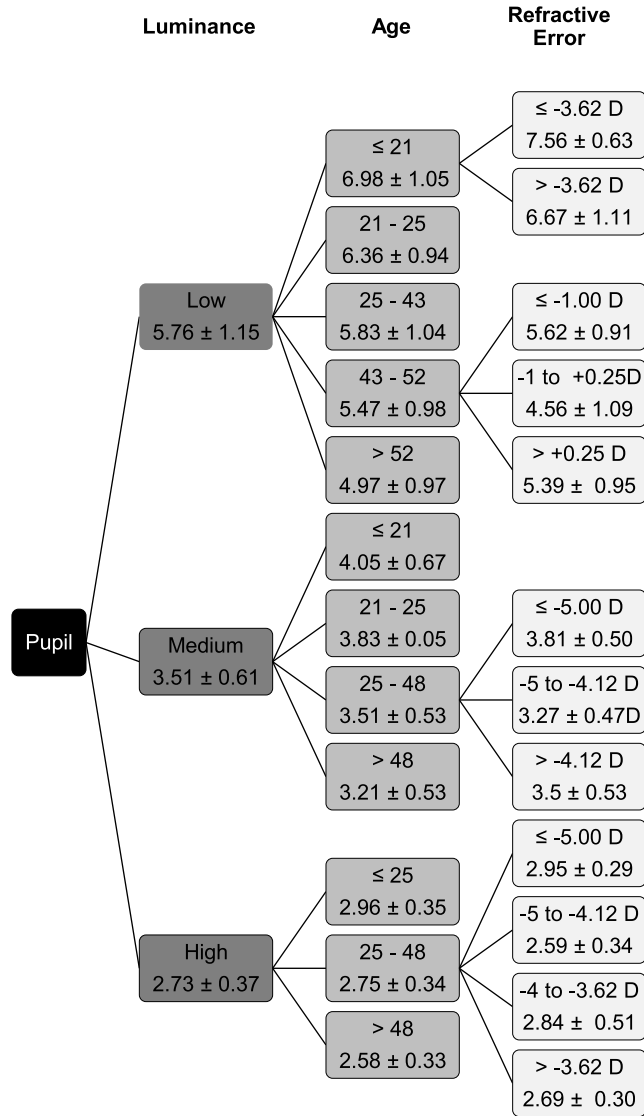 Luminance
Age
Refractive
Error
Pupil
Low
5.76 ± 1.15
≤ 21
6.98 ± 1.05
≤ -3.62 D
7.56 ± 0.63
> -3.62 D
6.67 ± 1.11
21 - 25
6.36 ± 0.94
25 - 43
5.83 ± 1.04
43 - 52
5.47 ± 0.98
≤ -1.00 D
5.62 ± 0.91
-1 to +0.25D
4.56 ± 1.09
> +0.25 D
5.39 ± 0.95
> 52
4.97 ± 0.97
Medium
3.51 ± 0.61
≤ 21
4.05 ± 0.67
21 - 25
3.83 ± 0.05
25 - 48
3.51 ± 0.53
≤ -5.00 D
3.81 ± 0.50
-5 to -4.12 D
3.27 ± 0.47D
> -4.12 D
3.5 ± 0.53
> 48
3.21 ± 0.53
High
2.73 ± 0.37
≤ 25
2.96 ± 0.35
25 - 48
2.75 ± 0.34
≤ -5.00 D
2.95 ± 0.29
-5 to -4.12 D
2.59 ± 0.34
-4 to -3.62 D
2.84 ± 0.51
> -3.62 D
2.69 ± 0.30
> 48
2.58 ± 0.33